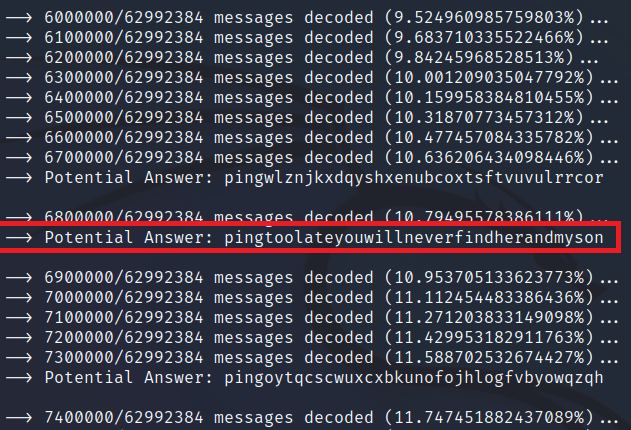 —> 6000000/62992384 messages decoded (9.524960985759803%)...
—> 6100000/62992384 messages decoded (9.683710335522466%)...
—> 6200000/62992384 messages decoded (9.84245968528513%)...
—> 6300000/62992384 messages decoded (10.001209035047792%)...
—> 6400000/62992384 messages decoded (10.159958384810455%)...
—> 6500000/62992384 messages decoded (10.31870773457312%)...
—> 6600000/62992384 messages decoded (10.477457084335782%)...
—> 6700000/62992384 messages decoded (10.636206434098446%)...
—> Potential Answer: pingwlznjkxdqyshxenubcoxtsftvuvulrrcor
—> 6800000/62992384 messages decoded (10.79495578386111%)...
—> Potential Answer: pingtoolateyouwillneverfindherandmyson
—> 6900000/62992384 messages decoded (10.953705133623773%)...
—> 7000000/62992384 messages decoded (11.112454483386436%)...
—> 7100000/62992384 messages decoded (11.271203833149098%)...
—> 7200000/62992384 messages decoded (11.429953182911763%)...
—> 7300000/62992384 messages decoded (11.588702532674427%)...
—> Potential Answer: pingoytqcscwuxcxbkunofojhlogfvbyowqzqh
—> 7400000/62992384 messages decoded (11.747451882437089%)...